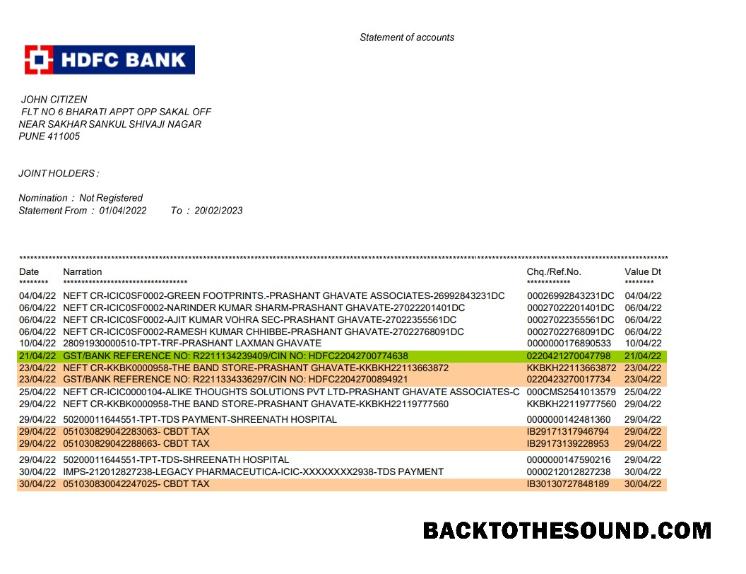 Statement of accounts
HDFC BANK
JOHN CITIZEN
FLT NO 6 BHARATI APPT OPP SAKAL OFF
NEAR SAKHAR SANKUL SHIVAJI NAGAR
PUNE 411005
JOINT HOLDERS :
Nomination : Not Registered
Statement From : 01/04/2022 To : 20/02/2023
Date Narration Chq./Ref.No. Value Dt
******** ********************************* ************ ********
04/04/22 NEFT CR-ICIC0SF0002-GREEN FOOTPRINTS.-PRASHANT GHAVATE ASSOCIATES-26992843231DC 00026992843231DC 04/04/22
06/04/22 NEFT CR-ICIC0SF0002-NARINDER KUMAR SHARM-PRASHANT GHAVATE-27022201401DC 00027022201401DC 06/04/22
06/04/22 NEFT CR-ICIC0SF0002-AJIT KUMAR VOHRA SEC-PRASHANT GHAVATE-27022355561DC 00027022355561DC 06/04/22
06/04/22 NEFT CR-ICIC0SF0002-RAMESH KUMAR CHHIBBE-PRASHANT GHAVATE-27022768091DC 00027022768091DC 06/04/22
10/04/22 28091930000510-TPT-TRF-PRASHANT LAXMAN GHAVATE 0000000176890533 10/04/22
21/04/22 GST/BANK REFERENCE NO: R2211134239409/CIN NO: HDFC22042700774638 0220421270047798 21/04/22
23/04/22 NEFT CR-KKBK0000958-THE BAND STORE-PRASHANT GHAVATE-KKBKH22113663872 KKBKH22113663872 23/04/22
23/04/22 GST/BANK REFERENCE NO: R2211334336297/CIN NO: HDFC22042700894921 0220423270017734 23/04/22
25/04/22 NEFT CR-ICIC0000104-ALIKE THOUGHTS SOLUTIONS PVT LTD-PRASHANT GHAVATE ASSOCIATES-C 000CMS2541013579 25/04/22
29/04/22 NEFT CR-KKBK0000958-THE BAND STORE-PRASHANT GHAVATE-KKBKH22119777560 KKBKH22119777560 29/04/22
29/04/22 50200011644551-TPT-TDS PAYMENT-SHREENATH HOSPITAL 0000000142481360 29/04/22
29/04/22 051030829042283063- CBDT TAX IB29171317946794 29/04/22
29/04/22 051030829042288663- CBDT TAX IB29173139228953 29/04/22
29/04/22 50200011644551-TPT-TDS-SHREENATH HOSPITAL 0000000147590216 29/04/22
30/04/22 IMPS-212012827238-LEGACY PHARMACEUTICA-ICIC-XXXXXXXX2938-TDS PAYMENT 0000212012827238 30/04/22
30/04/22 051030830042247025- CBDT TAX IB30130727848189 30/04/22
BACKTOTHESOUND.COM